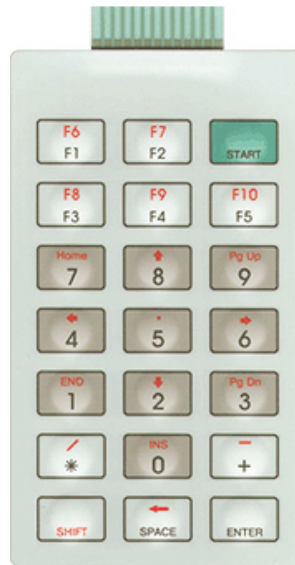 F6 F7
F1 F2 START
F8 F9 F10
F3 F4 F5
Home ⬆ Pg Up
7 8 9
⬅ • ➡
4 5 6
END ⬇ Pg Dn
1 2 3
/ INS −
* 0 +
←
SHIFT SPACE ENTER